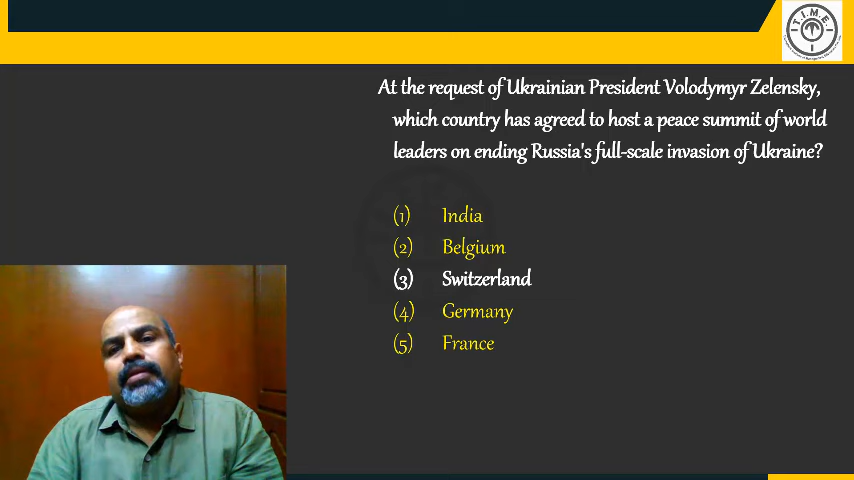 T.I.M.E.
At the request of Ukrainian President Volodymyr Zelensky,
which country has agreed to host a peace summit of world
leaders on ending Russia's full-scale invasion of Ukraine?
(1) India
(2) Belgium
(3) Switzerland
(4) Germany
(5) France